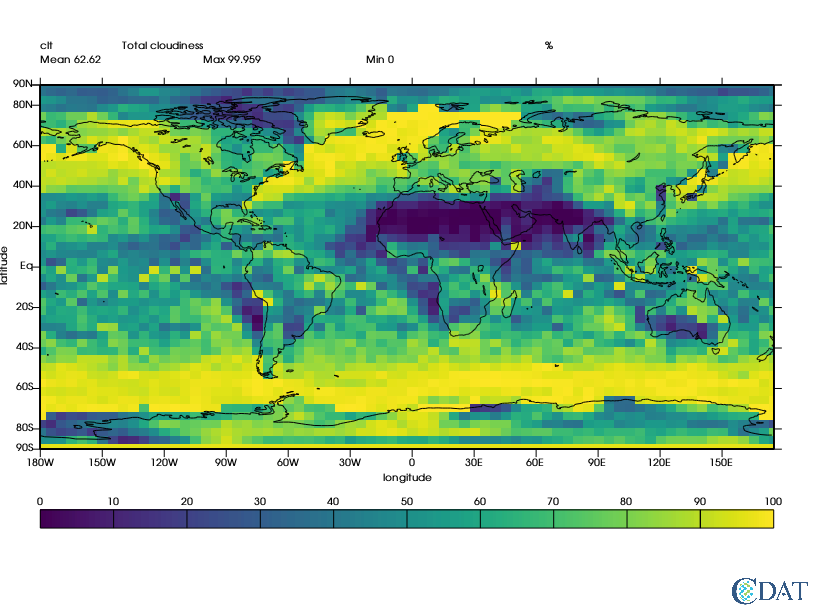 clt Total cloudiness %
Mean 62.62 Max 99.959 Min 0
90N
80N
60N
40N
20N
Eq
20S
40S
60S
80S
90S
latitude
180W 150W 120W 90W 60W 30W 0 30E 60E 90E 120E 150E
longitude
0 10 20 30 40 50 60 70 80 90 100
CDAT